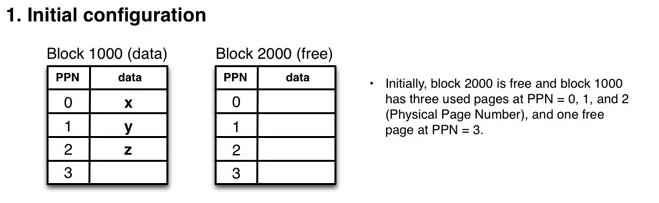 1. Initial configuration
Block 1000 (data)
PPN data
0 x
1 y
2 z
3
Block 2000 (free)
PPN data
0
1
2
3
• Initially, block 2000 is free and block 1000
has three used pages at PPN = 0, 1, and 2
(Physical Page Number), and one free
page at PPN = 3.